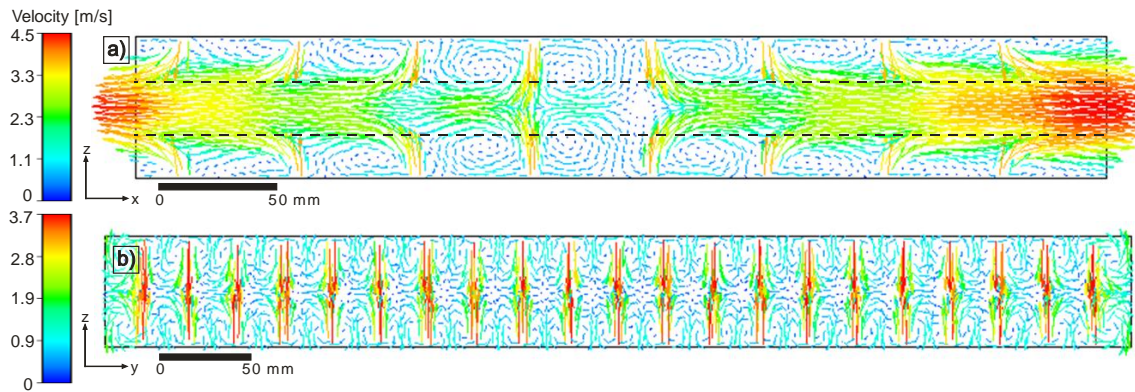 Velocity [m/s]
4.5
3.3
2.3
1.1
0
a)
z
x
0 50 mm
3.7
2.8
1.9
0.9
0
b)
z
y
0 50 mm